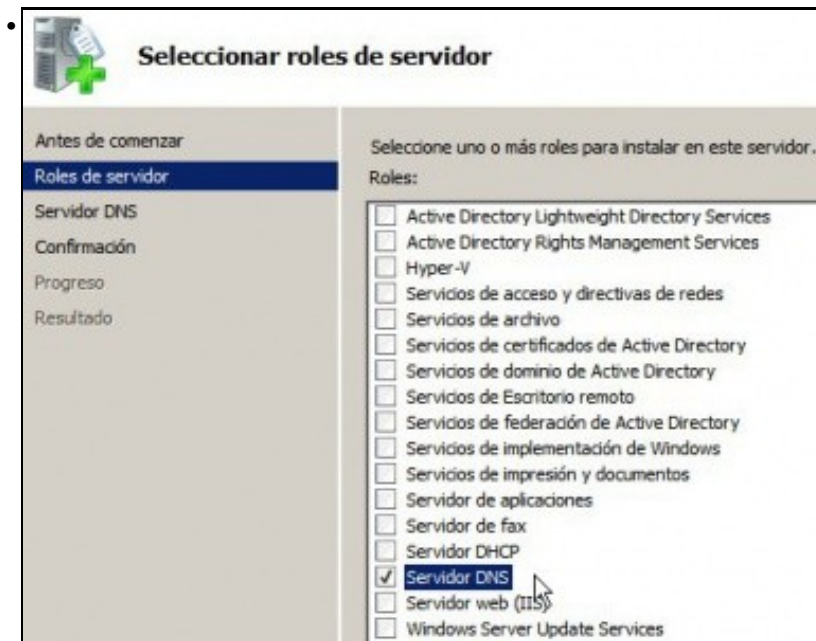 Seleccionar roles de servidor
Antes de comenzar
Roles de servidor
Servidor DNS
Confirmación
Progreso
Resultado
Seleccione uno o más roles para instalar en este servidor.
Roles:
Active Directory Lightweight Directory Services
Active Directory Rights Management Services
Hyper-V
Servicios de acceso y directivas de redes
Servicios de archivo
Servicios de certificados de Active Directory
Servicios de dominio de Active Directory
Servicios de Escritorio remoto
Servicios de federación de Active Directory
Servicios de implementación de Windows
Servicios de impresión y documentos
Servidor de aplicaciones
Servidor de fax
Servidor DHCP
Servidor DNS
Servidor web (IIS)
Windows Server Update Services